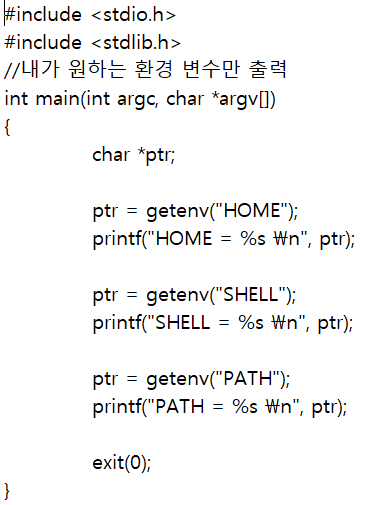 #include <stdio.h>
#include <stdlib.h>
//내가 원하는 환경 변수만 출력
int main(int argc, char *argv[])
{
char *ptr;
ptr = getenv("HOME");
printf("HOME = %s ₩n", ptr);
ptr = getenv("SHELL");
printf("SHELL = %s ₩n", ptr);
ptr = getenv("PATH");
printf("PATH = %s ₩n", ptr);
exit(0);
}